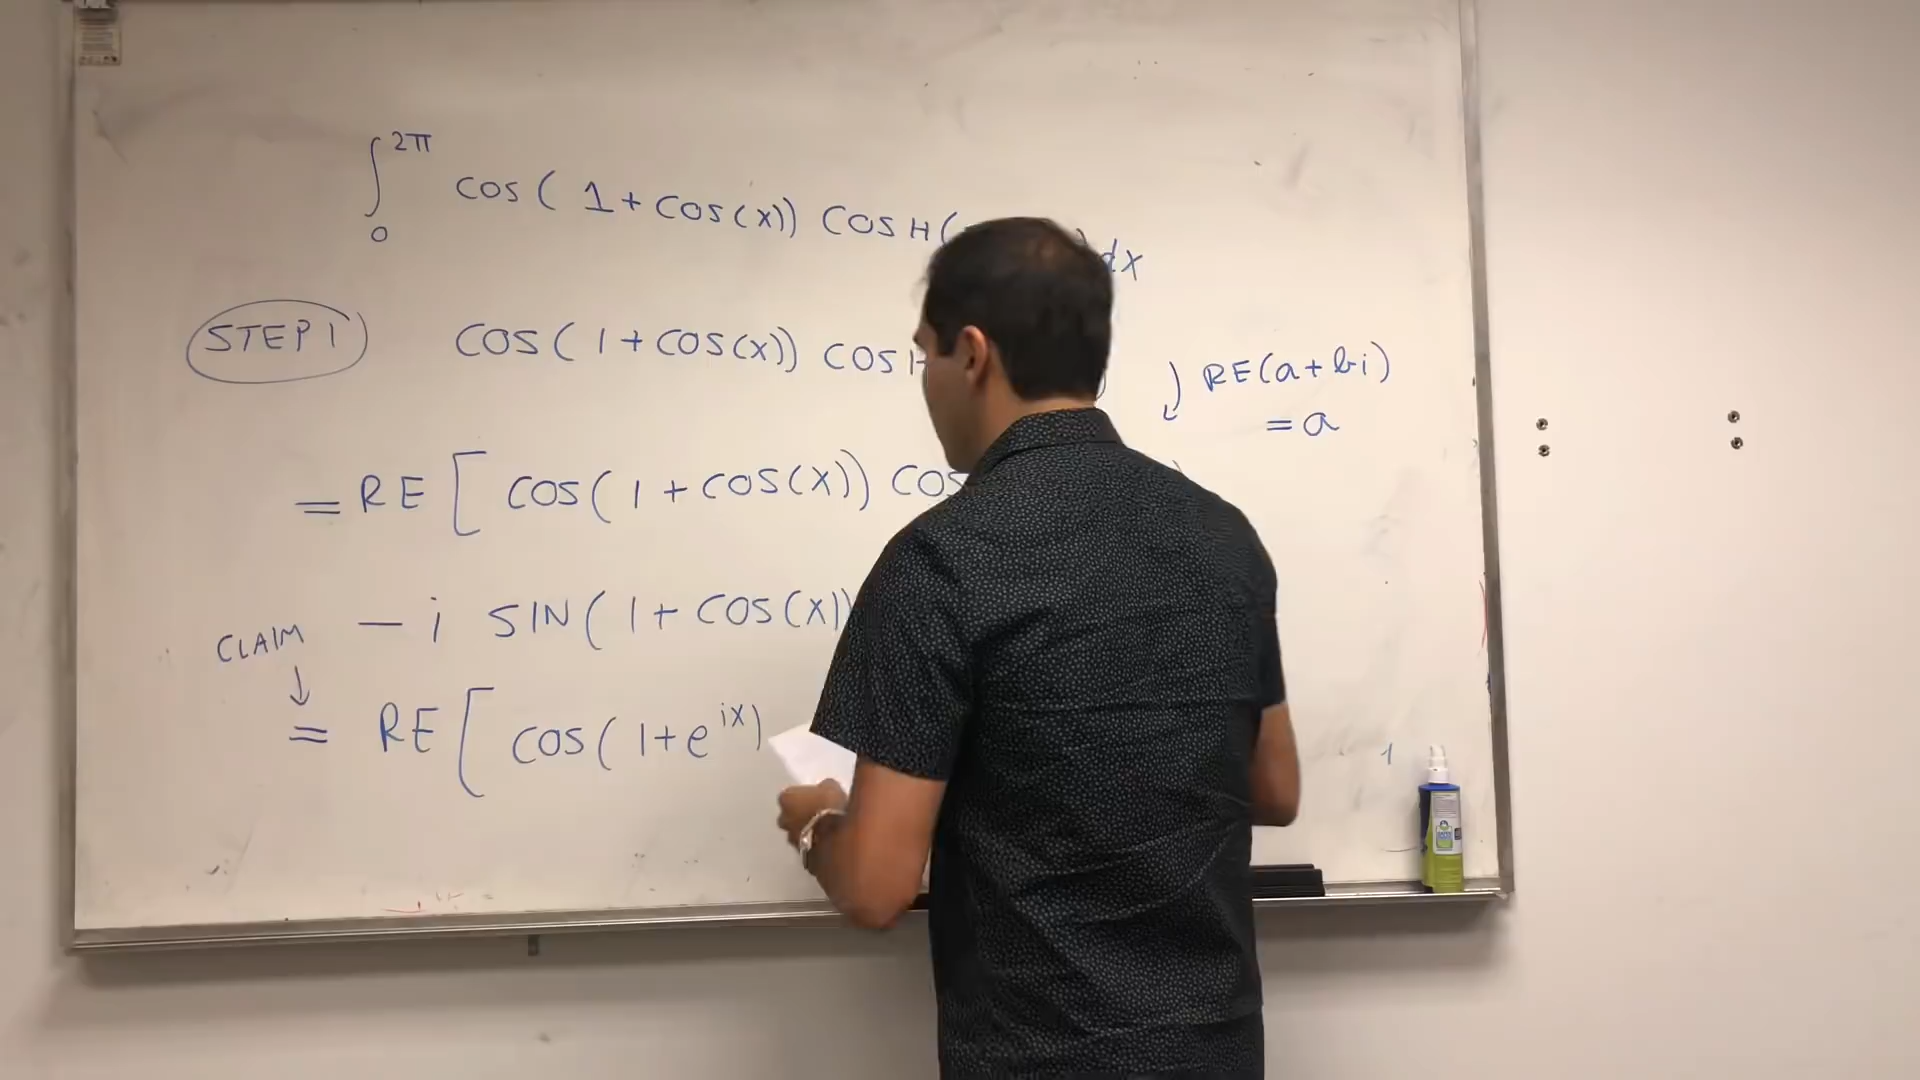 ∫₀^2π cos( 1 + cos(x)) cosH( ) dx
STEP 1 cos( 1 + cos(x))
RE(a + bi)
= a
= RE [ cos( 1 + cos(x)) cos
- i SIN( 1 + cos(x))
CLAIM
↓
= RE [ cos( 1 + e^ix)